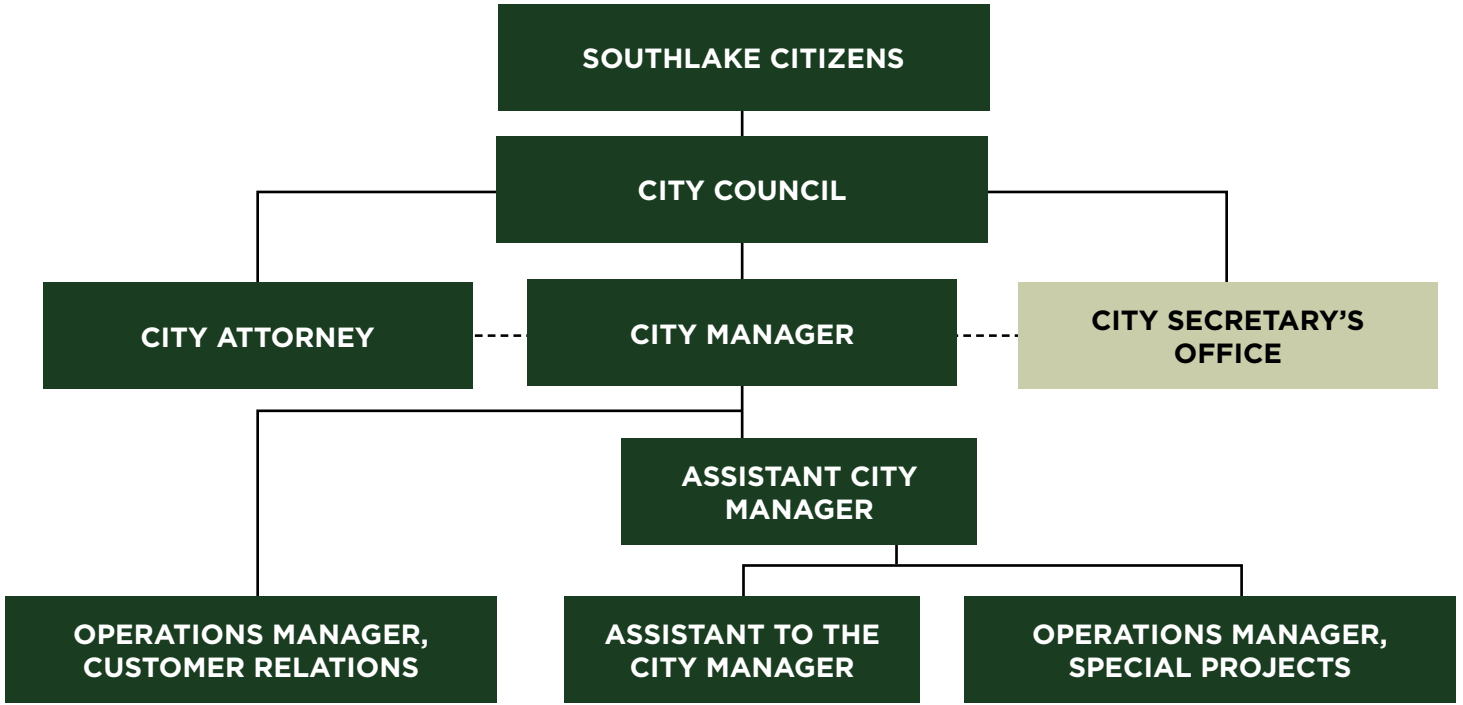 SOUTHLAKE CITIZENS
CITY COUNCIL
CITY ATTORNEY
CITY MANAGER
CITY SECRETARY'S
OFFICE
ASSISTANT CITY
MANAGER
OPERATIONS MANAGER,
CUSTOMER RELATIONS
ASSISTANT TO THE
CITY MANAGER
OPERATIONS MANAGER,
SPECIAL PROJECTS